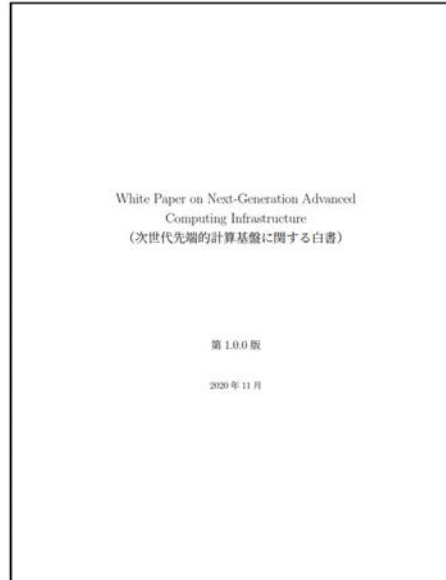 White Paper on Next-Generation Advanced
Computing Infrastructure
（次世代先端的計算基盤に関する白書）
第 1.0.0 版
2020 年 11 月